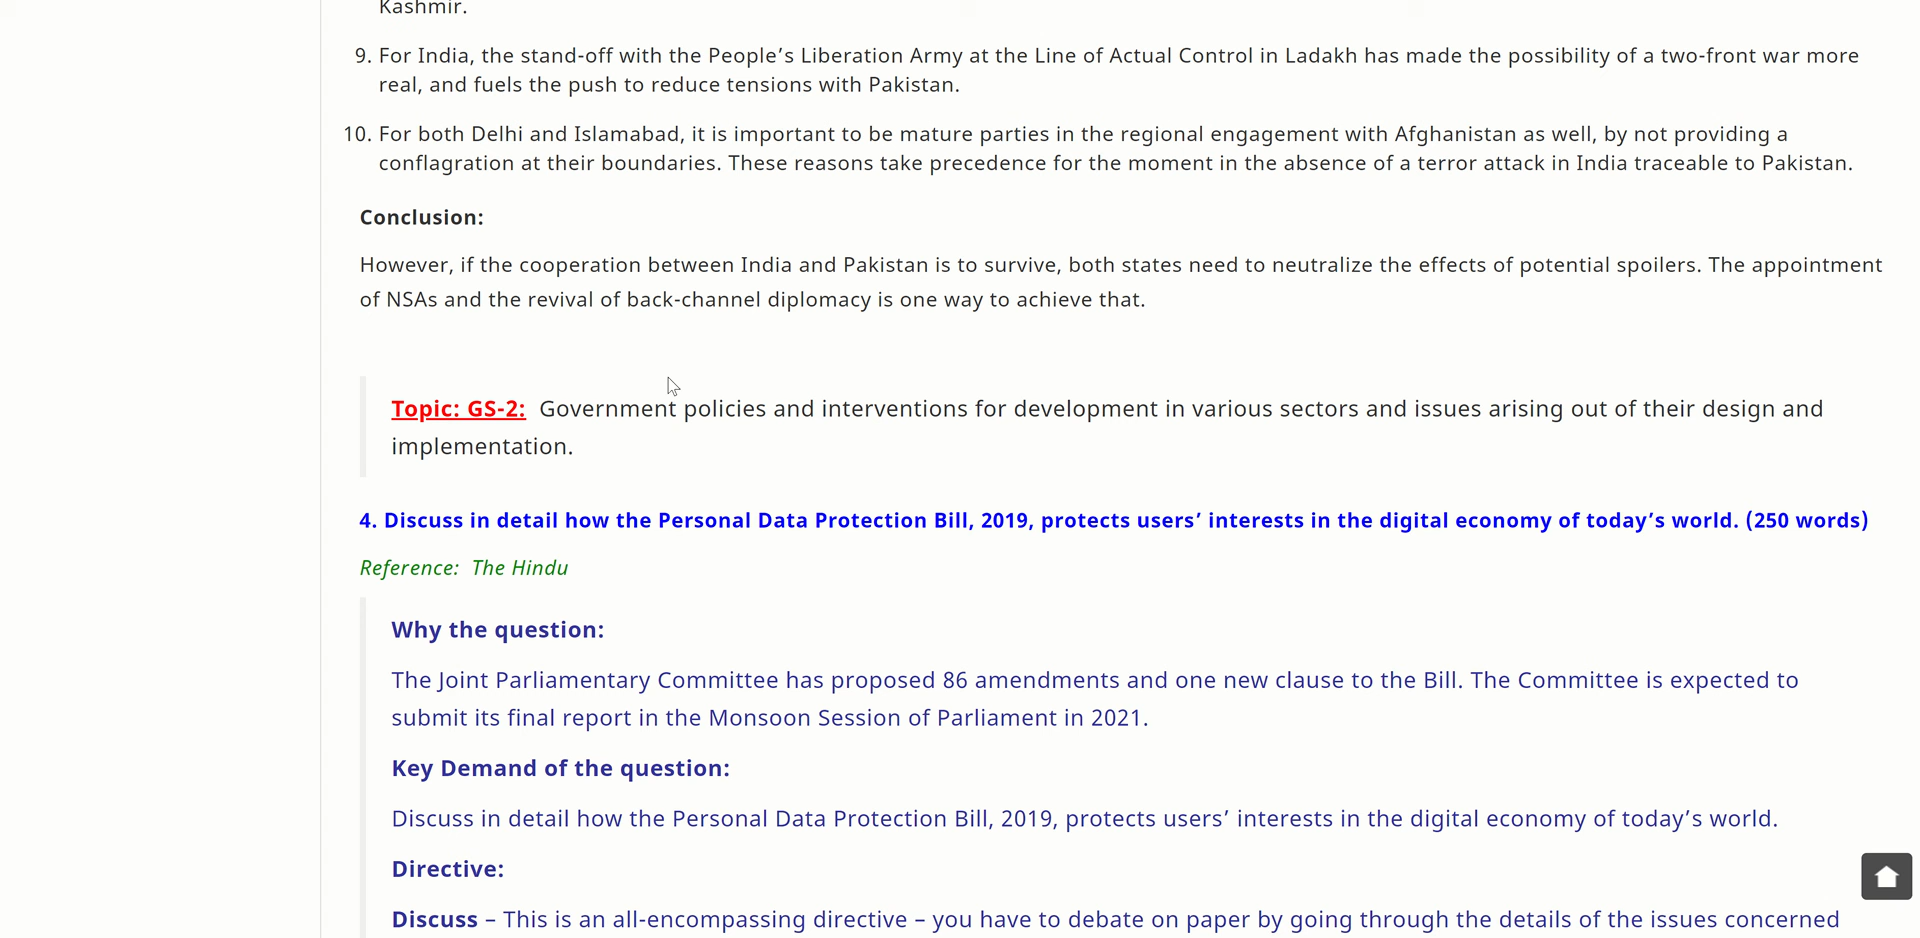 Kashmir.
9. For India, the stand-off with the People’s Liberation Army at the Line of Actual Control in Ladakh has made the possibility of a two-front war more
real, and fuels the push to reduce tensions with Pakistan.
10. For both Delhi and Islamabad, it is important to be mature parties in the regional engagement with Afghanistan as well, by not providing a
conflagration at their boundaries. These reasons take precedence for the moment in the absence of a terror attack in India traceable to Pakistan.
Conclusion:
However, if the cooperation between India and Pakistan is to survive, both states need to neutralize the effects of potential spoilers. The appointment
of NSAs and the revival of back-channel diplomacy is one way to achieve that.
Topic: GS-2: Government policies and interventions for development in various sectors and issues arising out of their design and
implementation.
4. Discuss in detail how the Personal Data Protection Bill, 2019, protects users’ interests in the digital economy of today’s world. (250 words)
Reference: The Hindu
Why the question:
The Joint Parliamentary Committee has proposed 86 amendments and one new clause to the Bill. The Committee is expected to
submit its final report in the Monsoon Session of Parliament in 2021.
Key Demand of the question:
Discuss in detail how the Personal Data Protection Bill, 2019, protects users’ interests in the digital economy of today’s world.
Directive:
Discuss – This is an all-encompassing directive – you have to debate on paper by going through the details of the issues concerned